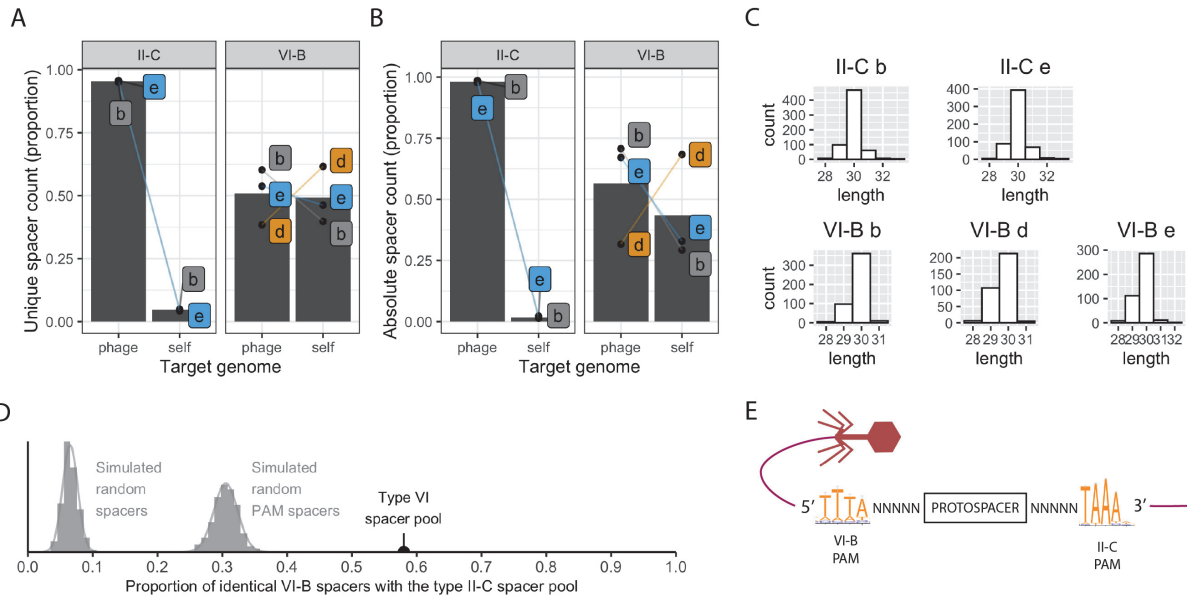 A
B
C
II-C
VI-B
Unique spacer count (proportion)
1.00
0.75
0.50
0.25
0.00
e
b
b
e
b
e
d
d
e
b
phage
self
phage
self
Target genome
II-C
VI-B
Absolute spacer count (proportion)
1.00
0.75
0.50
0.25
0.00
b
e
e
b
b
e
d
d
e
b
phage
self
phage
self
Target genome
II-C b
count
400
300
200
100
0
28 30 32
length
II-C e
400
300
200
100
0
28 30 32
length
VI-B b
count
300
200
100
0
28 29 30 31
length
VI-B d
200
150
100
50
0
28 29 30 31
length
VI-B e
300
200
100
0
28 29 30 31 32
length
D
Simulated
random
spacers
Simulated
random
PAM spacers
Type VI
spacer pool
0.0 0.1 0.2 0.3 0.4 0.5 0.6 0.7 0.8 0.9 1.0
Proportion of identical VI-B spacers with the type II-C spacer pool
E
5′ TTTA NNNNN PROTOSPACER NNNNN TAAA 3′
VI-B
PAM
II-C
PAM